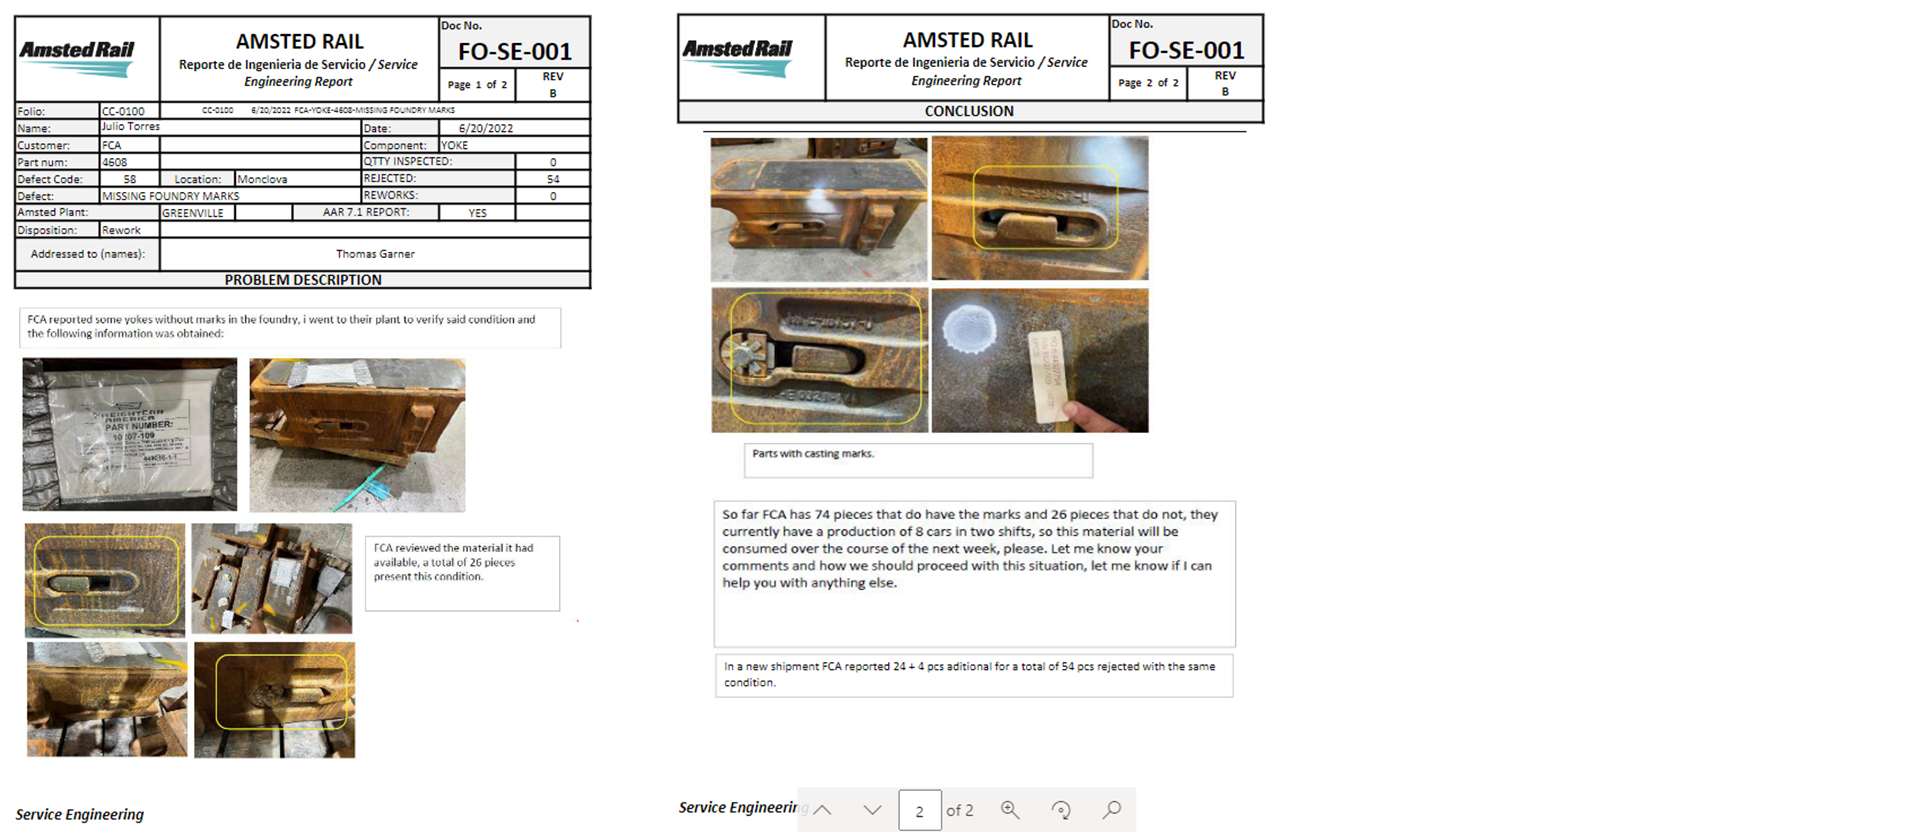 AmstedRail
AMSTED RAIL
Reporte de Ingenieria de Servicio / Service
Engineering Report
Doc No.
FO-SE-001
Page 1 of 2
REV
B
Folio: CC-0100 CC-0100 6/20/2022 FCA-YOKE-4608-MISSING FOUNDRY MARKS
Name: Julio Torres Date: 6/20/2022
Customer: FCA Component: YOKE
Part num: 4608 QTTY INSPECTED: 0
Defect Code: 58 Location: Monclova REJECTED: 54
Defect: MISSING FOUNDRY MARKS REWORKS: 0
Amsted Plant: GREENVILLE AAR 7.1 REPORT: YES
Disposition: Rework
Addressed to (names): Thomas Garner
PROBLEM DESCRIPTION
FCA reported some yokes without marks in the foundry, i went to their plant to verify said condition and
the following information was obtained:
FREIGHTCAR
AMERICA
PART NUMBER:
10207-109
FCA reviewed the material it had
available, a total of 26 pieces
present this condition.
Service Engineering
AmstedRail
AMSTED RAIL
Reporte de Ingenieria de Servicio / Service
Engineering Report
Doc No.
FO-SE-001
Page 2 of 2
REV
B
CONCLUSION
Parts with casting marks.
So far FCA has 74 pieces that do have the marks and 26 pieces that do not, they
currently have a production of 8 cars in two shifts, so this material will be
consumed over the course of the next week, please. Let me know your
comments and how we should proceed with this situation, let me know if I can
help you with anything else.
In a new shipment FCA reported 24 + 4 pcs aditional for a total of 54 pcs rejected with the same
condition.
Service Engineering
2 of 2